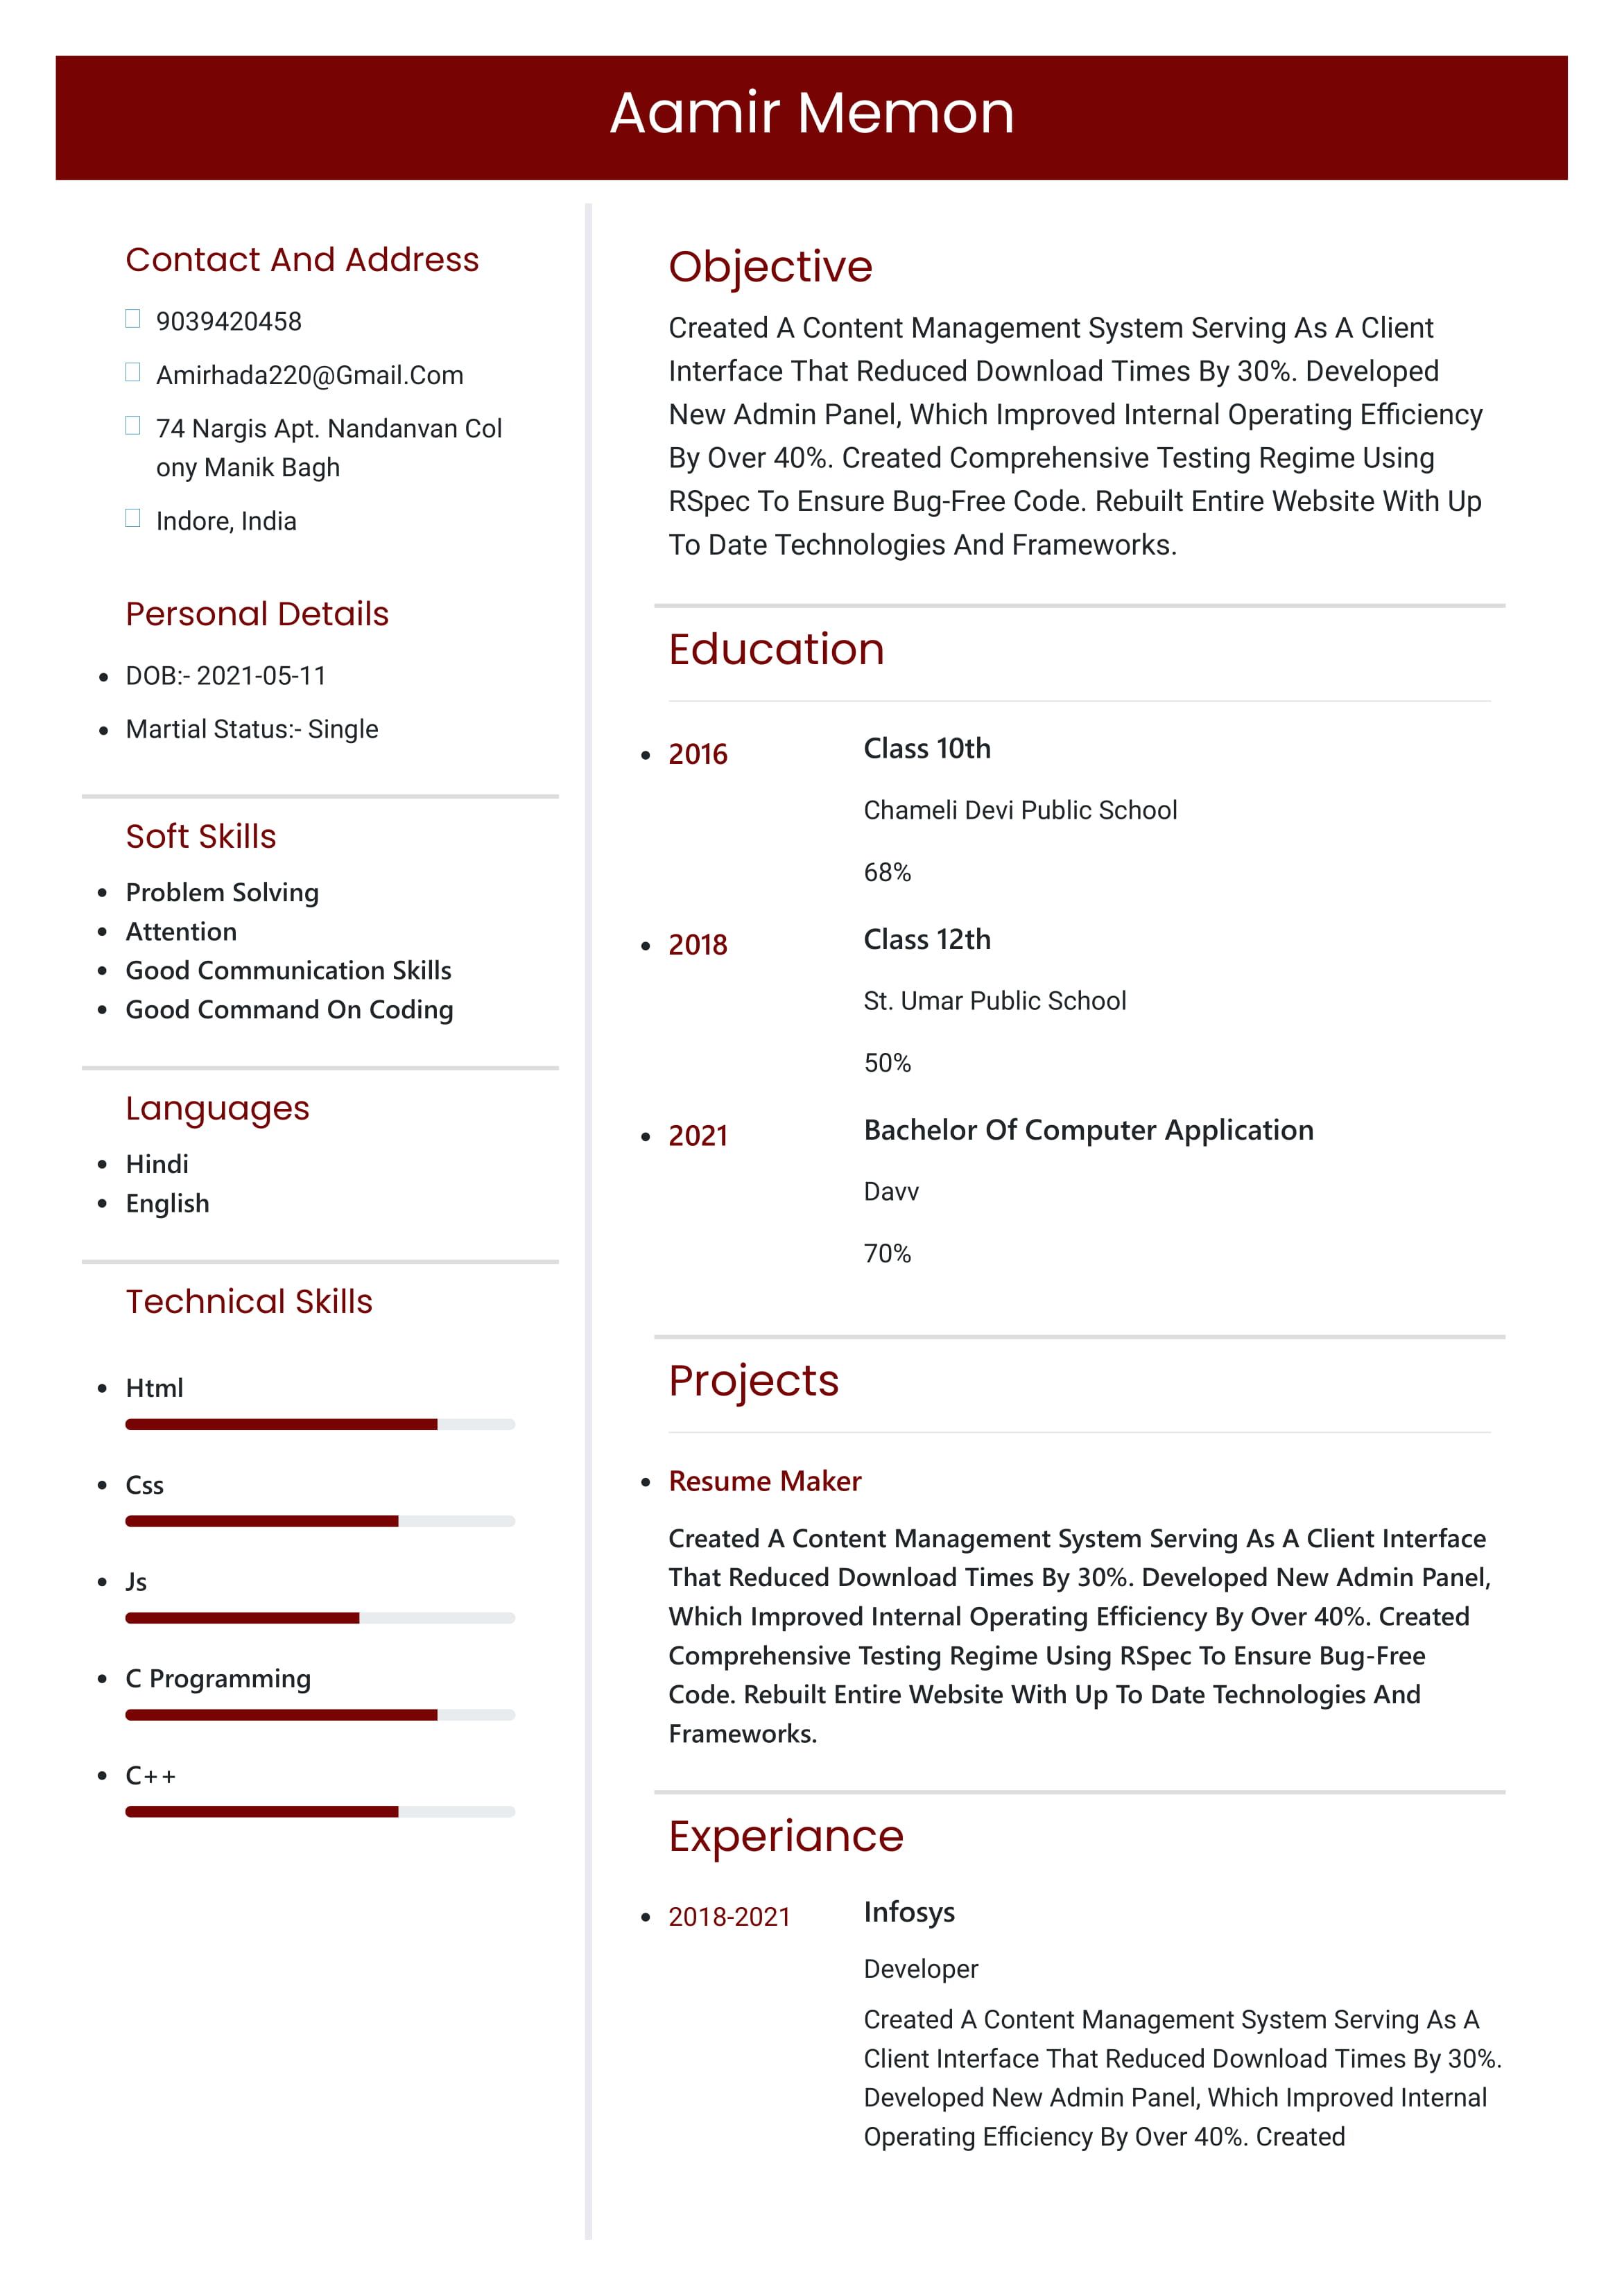 Aamir Memon
Contact And Address
9039420458
Amirhada220@Gmail.Com
74 Nargis Apt. Nandanvan Col
ony Manik Bagh
Indore, India
Personal Details
DOB:- 2021-05-11
Martial Status:- Single
Soft Skills
Problem Solving
Attention
Good Communication Skills
Good Command On Coding
Languages
Hindi
English
Technical Skills
Html
Css
Js
C Programming
C++
Objective
Created A Content Management System Serving As A Client
Interface That Reduced Download Times By 30%. Developed
New Admin Panel, Which Improved Internal Operating Efficiency
By Over 40%. Created Comprehensive Testing Regime Using
RSpec To Ensure Bug-Free Code. Rebuilt Entire Website With Up
To Date Technologies And Frameworks.
Education
2016 Class 10th
Chameli Devi Public School
68%
2018 Class 12th
St. Umar Public School
50%
2021 Bachelor Of Computer Application
Davv
70%
Projects
Resume Maker
Created A Content Management System Serving As A Client Interface
That Reduced Download Times By 30%. Developed New Admin Panel,
Which Improved Internal Operating Efficiency By Over 40%. Created
Comprehensive Testing Regime Using RSpec To Ensure Bug-Free
Code. Rebuilt Entire Website With Up To Date Technologies And
Frameworks.
Experiance
2018-2021 Infosys
Developer
Created A Content Management System Serving As A
Client Interface That Reduced Download Times By 30%.
Developed New Admin Panel, Which Improved Internal
Operating Efficiency By Over 40%. Created